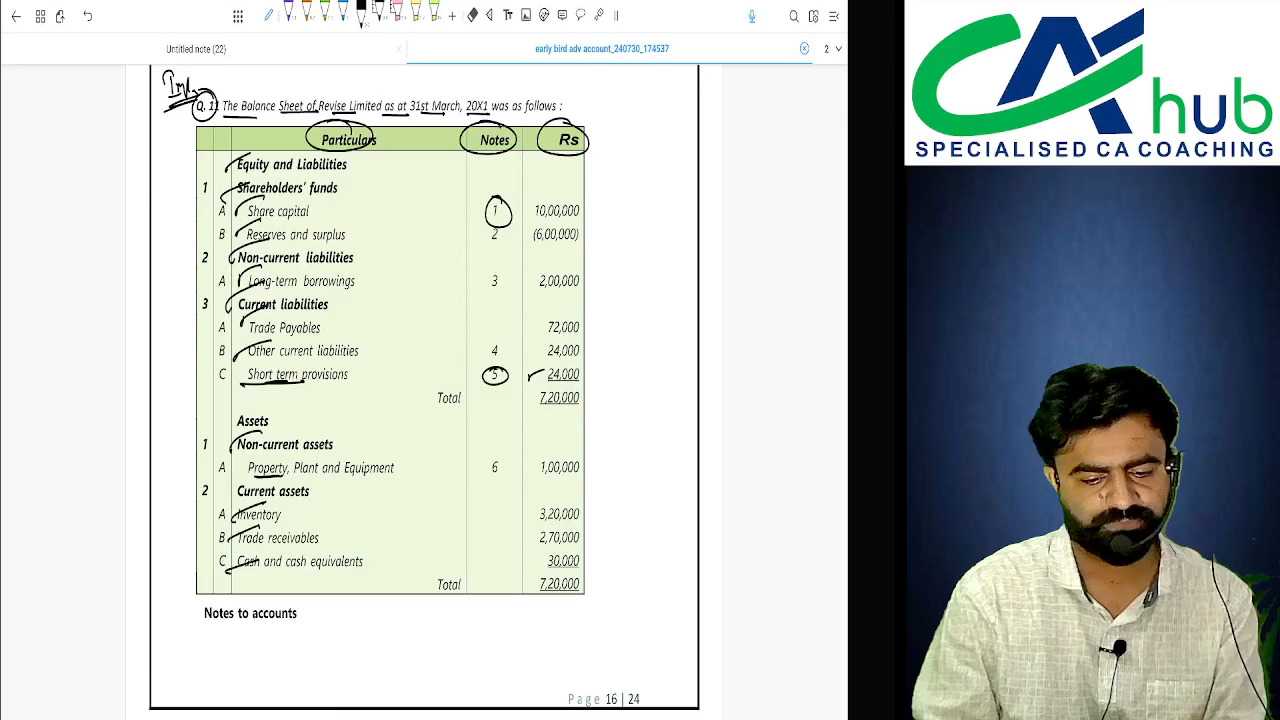 Untitled note (22)
early bird adv account_240730_174537
2
Imp
Q. 11 The Balance Sheet of Revise Limited as at 31st March, 20X1 was as follows :
Particulars Notes Rs
Equity and Liabilities
1 Shareholders' funds
A Share capital 1 10,00,000
B Reserves and surplus 2 (6,00,000)
2 Non-current liabilities
A Long-term borrowings 3 2,00,000
3 Current liabilities
A Trade Payables 72,000
B Other current liabilities 4 24,000
C Short term provisions 5 24,000
Total 7,20,000
Assets
1 Non-current assets
A Property, Plant and Equipment 6 1,00,000
2 Current assets
A Inventory 3,20,000
B Trade receivables 2,70,000
C Cash and cash equivalents 30,000
Total 7,20,000
Notes to accounts
Page 16 | 24
CA hub
SPECIALISED CA COACHING